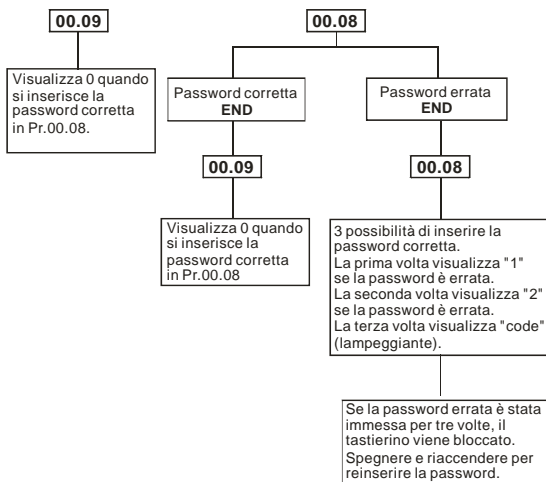 00.09
Visualizza 0 quando
si inserisce la
password corretta
in Pr.00.08.
00.08
Password corretta
END
00.09
Visualizza 0 quando
si inserisce la
password corretta
in Pr.00.08
Password errata
END
00.08
3 possibilità di inserire la
password corretta.
La prima volta visualizza "1"
se la password è errata.
La seconda volta visualizza "2"
se la password è errata.
La terza volta visualizza "code"
(lampeggiante).
Se la password errata è stata
immessa per tre volte, il
tastierino viene bloccato.
Spegnere e riaccendere per
reinserire la password.